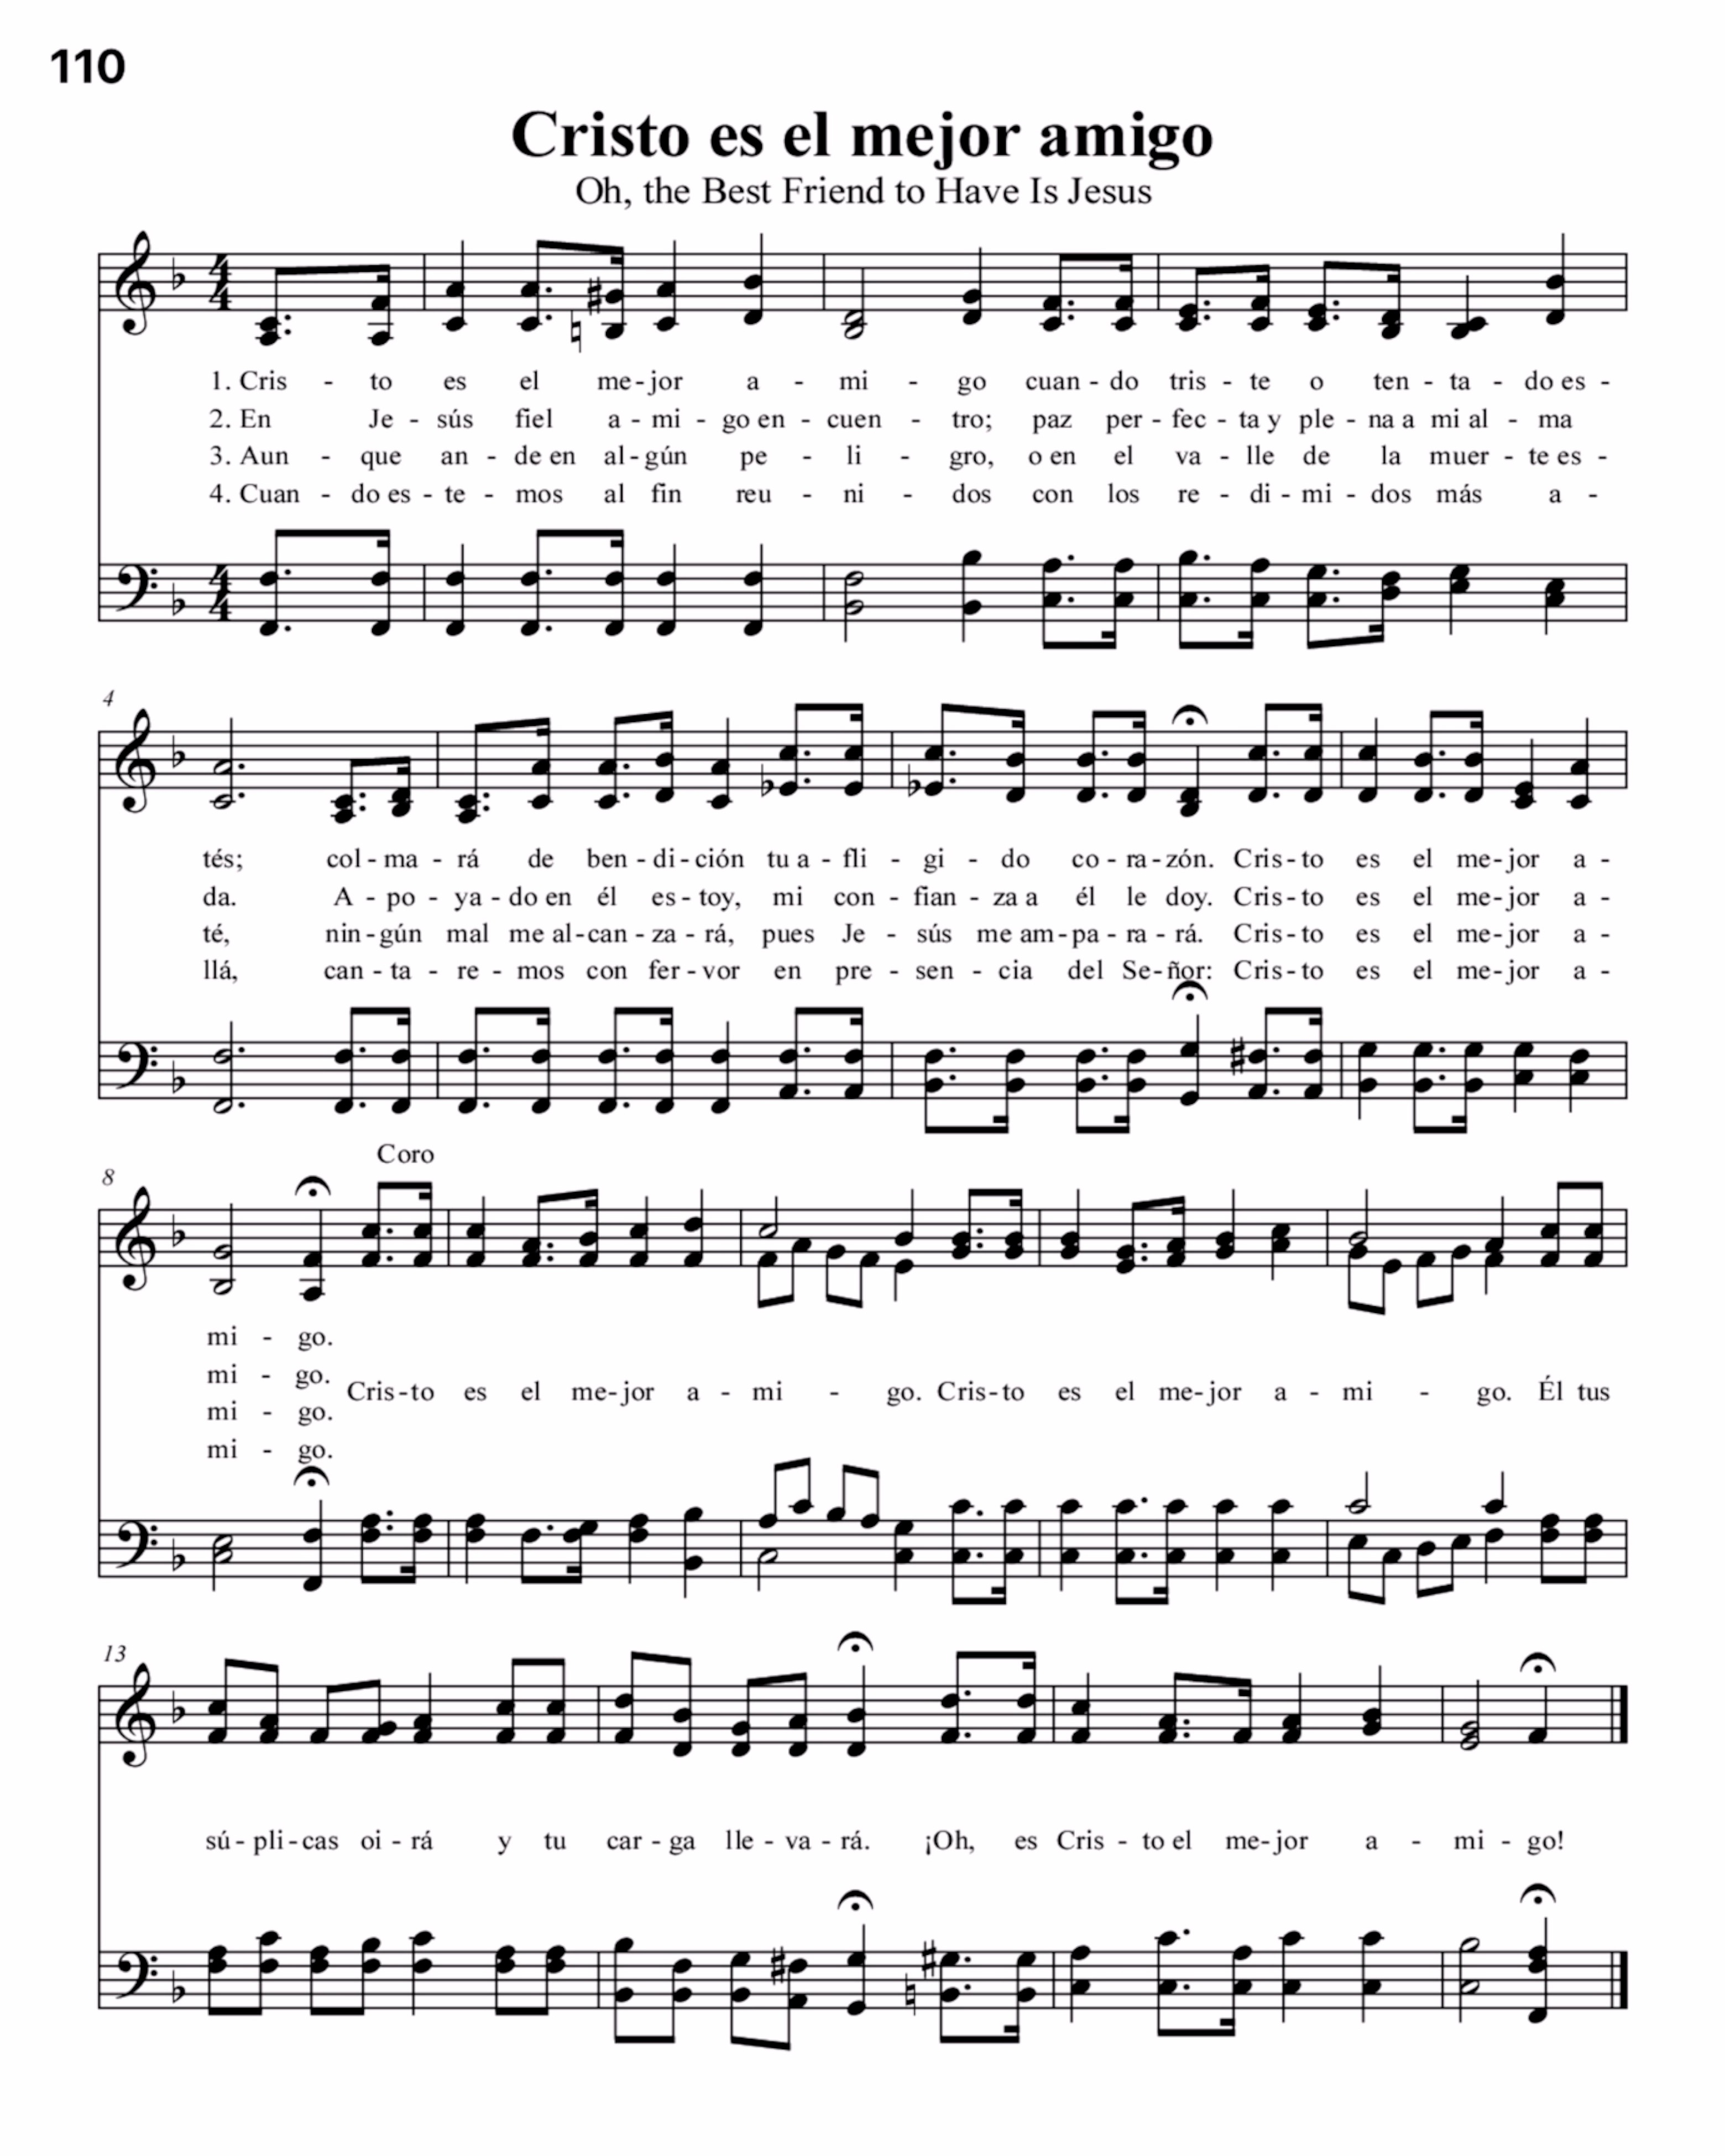 110
Cristo es el mejor amigo
Oh, the Best Friend to Have Is Jesus
1. Cris - to es el me - jor a - mi - go cuan - do tris - te o ten - ta - do es -
2. En Je - sús fiel a - mi - go en - cuen - tro; paz per - fec - ta y ple - na a mi al - ma
3. Aun - que an - de en al - gún pe - li - gro, o en el va - lle de la muer - te es -
4. Cuan - do es - te - mos al fin reu - ni - dos con los re - di - mi - dos más a -
4
tés; col - ma - rá de ben - di - ción tu a - fli - gi - do co - ra - zón. Cris - to es el me - jor a -
da. A - po - ya - do en él es - toy, mi con - fian - za a él le doy. Cris - to es el me - jor a -
té, nin - gún mal me al - can - za - rá, pues Je - sús me am - pa - ra - rá. Cris - to es el me - jor a -
llá, can - ta - re - mos con fer - vor en pre - sen - cia del Se - ñor: Cris - to es el me - jor a -
Coro
8
mi - go.
mi - go.
Cris - to es el me - jor a - mi - go. Cris - to es el me - jor a - mi - go. Él tus
mi - go.
mi - go.
13
sú - pli - cas oi - rá y tu car - ga lle - va - rá. ¡Oh, es Cris - to el me - jor a - mi - go!